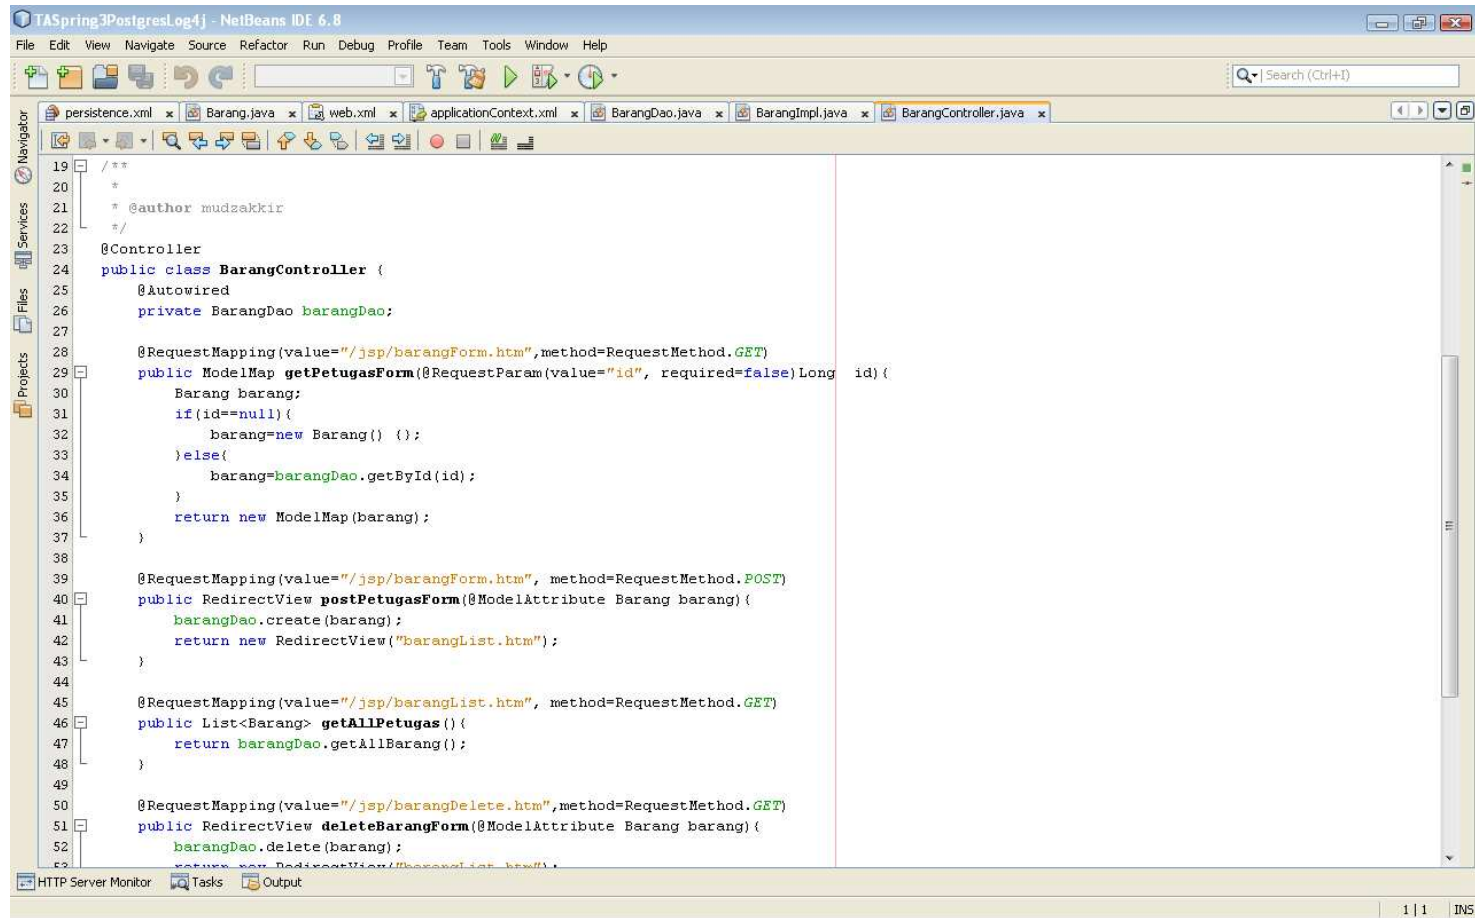 TASpring3PostgresLog4j - NetBeans IDE 6.8
File Edit View Navigate Source Refactor Run Debug Profile Team Tools Window Help
Search (Ctrl+I)
persistence.xml x Barang.java x web.xml x applicationContext.xml x BarangDao.java x BarangImpl.java x BarangController.java x
Navigator
Services
Files
Projects
19 /**
20 *
21 * @author mudzakkir
22 */
23 @Controller
24 public class BarangController {
25 @Autowired
26 private BarangDao barangDao;
27
28 @RequestMapping(value="/jsp/barangForm.htm",method=RequestMethod.GET)
29 public ModelMap getPetugasForm(@RequestParam(value="id", required=false)Long id){
30 Barang barang;
31 if(id==null){
32 barang=new Barang() {};
33 }else{
34 barang=barangDao.getById(id);
35 }
36 return new ModelMap(barang);
37 }
38
39 @RequestMapping(value="/jsp/barangForm.htm", method=RequestMethod.POST)
40 public RedirectView postPetugasForm(@ModelAttribute Barang barang){
41 barangDao.create(barang);
42 return new RedirectView("barangList.htm");
43 }
44
45 @RequestMapping(value="/jsp/barangList.htm", method=RequestMethod.GET)
46 public List<Barang> getAllPetugas(){
47 return barangDao.getAllBarang();
48 }
49
50 @RequestMapping(value="/jsp/barangDelete.htm",method=RequestMethod.GET)
51 public RedirectView deleteBarangForm(@ModelAttribute Barang barang){
52 barangDao.delete(barang);
53 return new RedirectView("barangList.htm");
HTTP Server Monitor Tasks Output
1 | 1 INS